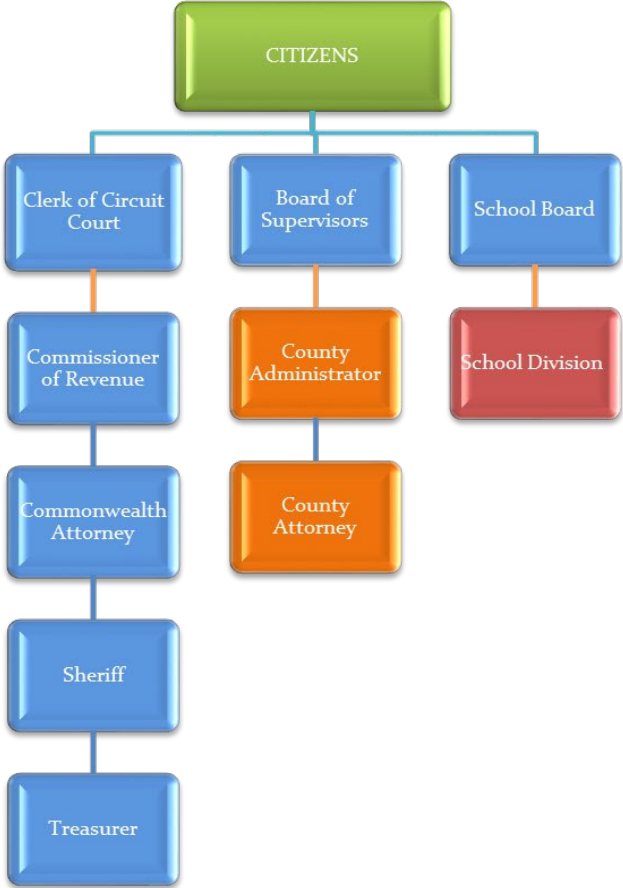 CITIZENS
Clerk of Circuit
Court
Board of
Supervisors
School Board
Commissioner
of Revenue
County
Administrator
School Division
Commonwealth
Attorney
County
Attorney
Sheriff
Treasurer